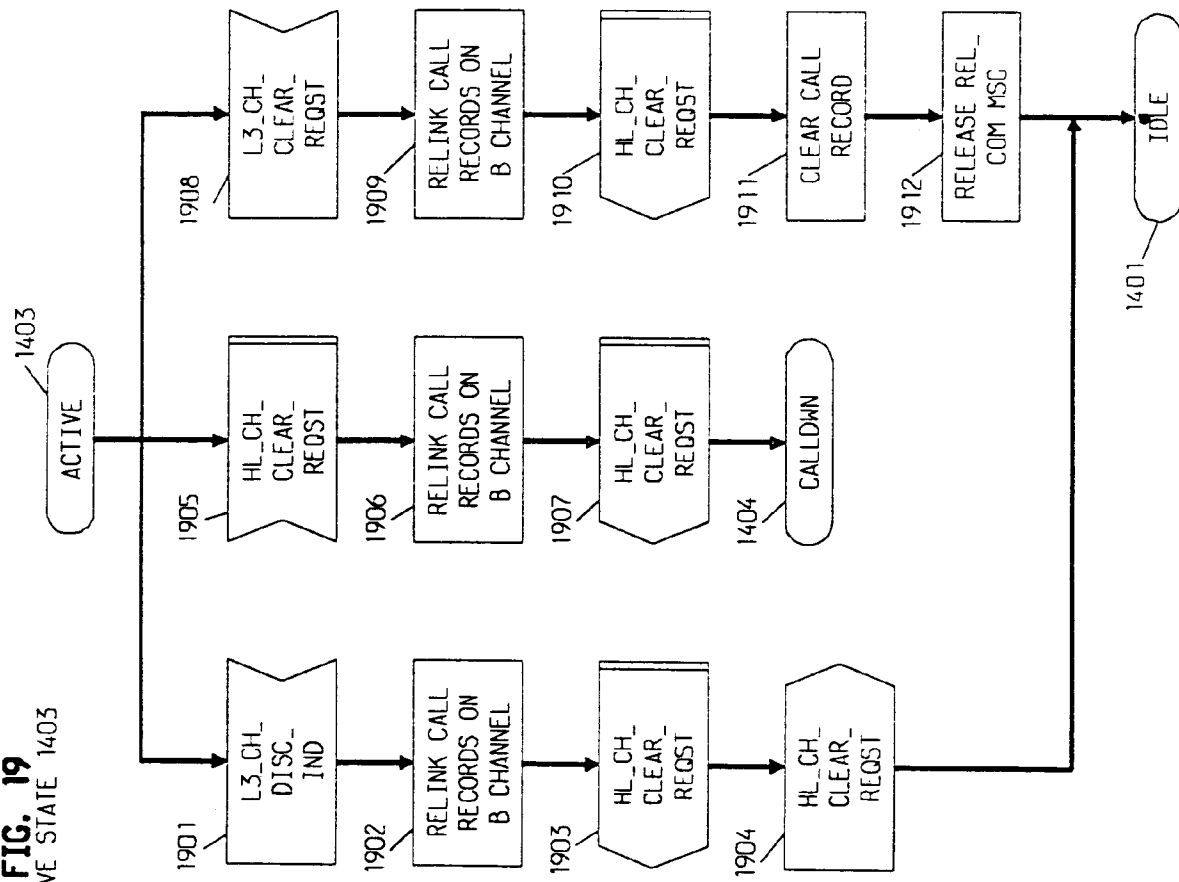 FIG. 19
VE STATE 1403
ACTIVE
1403
L3_CH_
DISC_
IND
1901
RELINK CALL
RECORDS ON
B CHANNEL
1902
HL_CH_
CLEAR_
REQST
1903
HL_CH_
CLEAR_
REQST
1904
HL_CH_
CLEAR_
REQST
1905
RELINK CALL
RECORDS ON
B CHANNEL
1906
HL_CH_
CLEAR_
REQST
1907
CALLDWN
1404
L3_CH_
CLEAR_
REQST
1908
RELINK CALL
RECORDS ON
B CHANNEL
1909
HL_CH_
CLEAR_
REQST
1910
CLEAR CALL
RECORD
1911
RELEASE REL_
COM MSG
1912
IDLE
1401